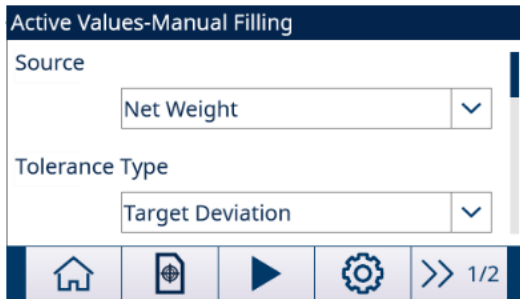 Active Values-Manual Filling
Source
Net Weight
Tolerance Type
Target Deviation
1/2